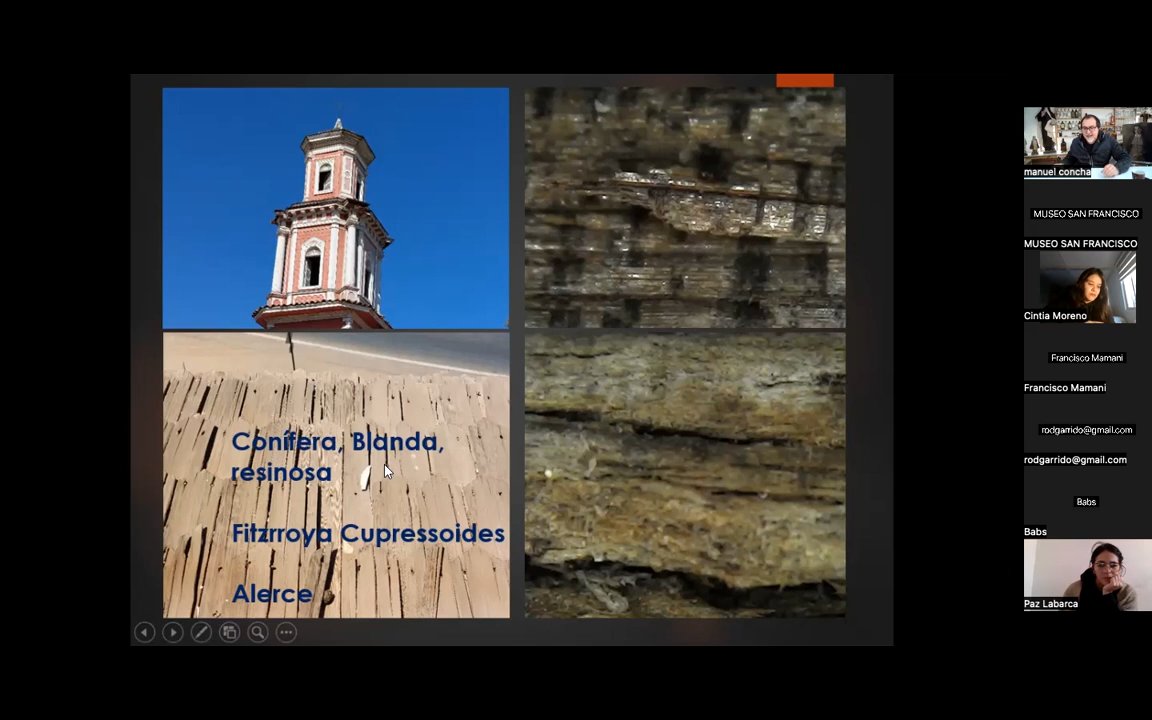 Conífera, Blanda,
resinosa
Fitzrroya Cupressoides
Alerce
manuel concha
MUSEO SAN FRANCISCO
MUSEO SAN FRANCISCO
Cintia Moreno
Francisco Mamani
Francisco Mamani
rodgarrido@gmail.com
rodgarrido@gmail.com
Babs
Babs
Paz Labarca